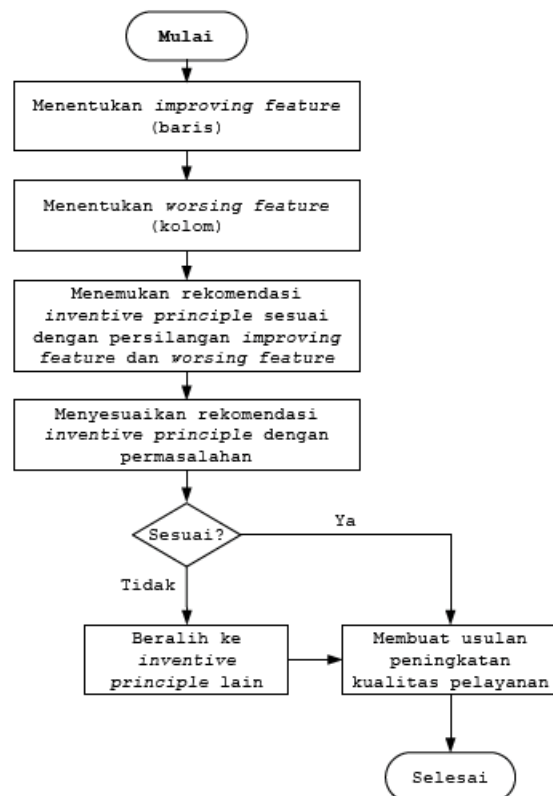 Mulai
Menentukan improving feature
(baris)
Menentukan worsing feature
(kolom)
Menemukan rekomendasi
inventive principle sesuai
dengan persilangan improving
feature dan worsing feature
Menyesuaikan rekomendasi
inventive principle dengan
permasalahan
Sesuai?
Ya
Tidak
Beralih ke
inventive
principle lain
Membuat usulan
peningkatan
kualitas pelayanan
Selesai